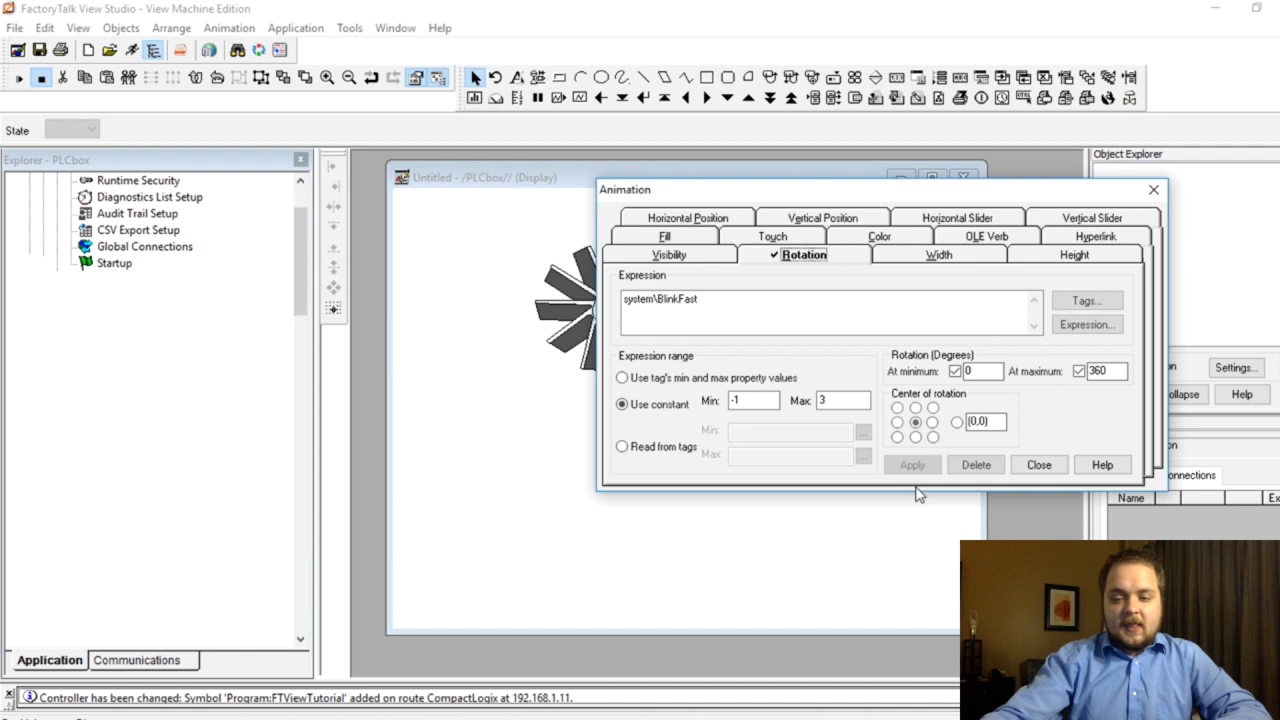 FactoryTalk View Studio - View Machine Edition
File Edit View Objects Arrange Animation Application Tools Window Help
State
Explorer - PLCbox
Runtime Security
Diagnostics List Setup
Audit Trail Setup
CSV Export Setup
Global Connections
Startup
Application Communications
Untitled - /PLCbox// (Display)
Animation
Horizontal Position Vertical Position Horizontal Slider Vertical Slider
Fill Touch Color OLE Verb Hyperlink
Visibility Rotation Width Height
Expression
system\BlinkFast
Tags...
Expression...
Expression range
Use tag's min and max property values
Use constant Min: -1 Max: 3
Read from tags
Min:
Max:
Rotation (Degrees)
At minimum: 0 At maximum: 360
Center of rotation
(0,0)
Apply Delete Close Help
Object Explorer
Settings...
ollapse Help
onnections
Name Ex
Controller has been changed: Symbol 'Program:FTViewTutorial' added on route CompactLogix at 192.168.1.11.